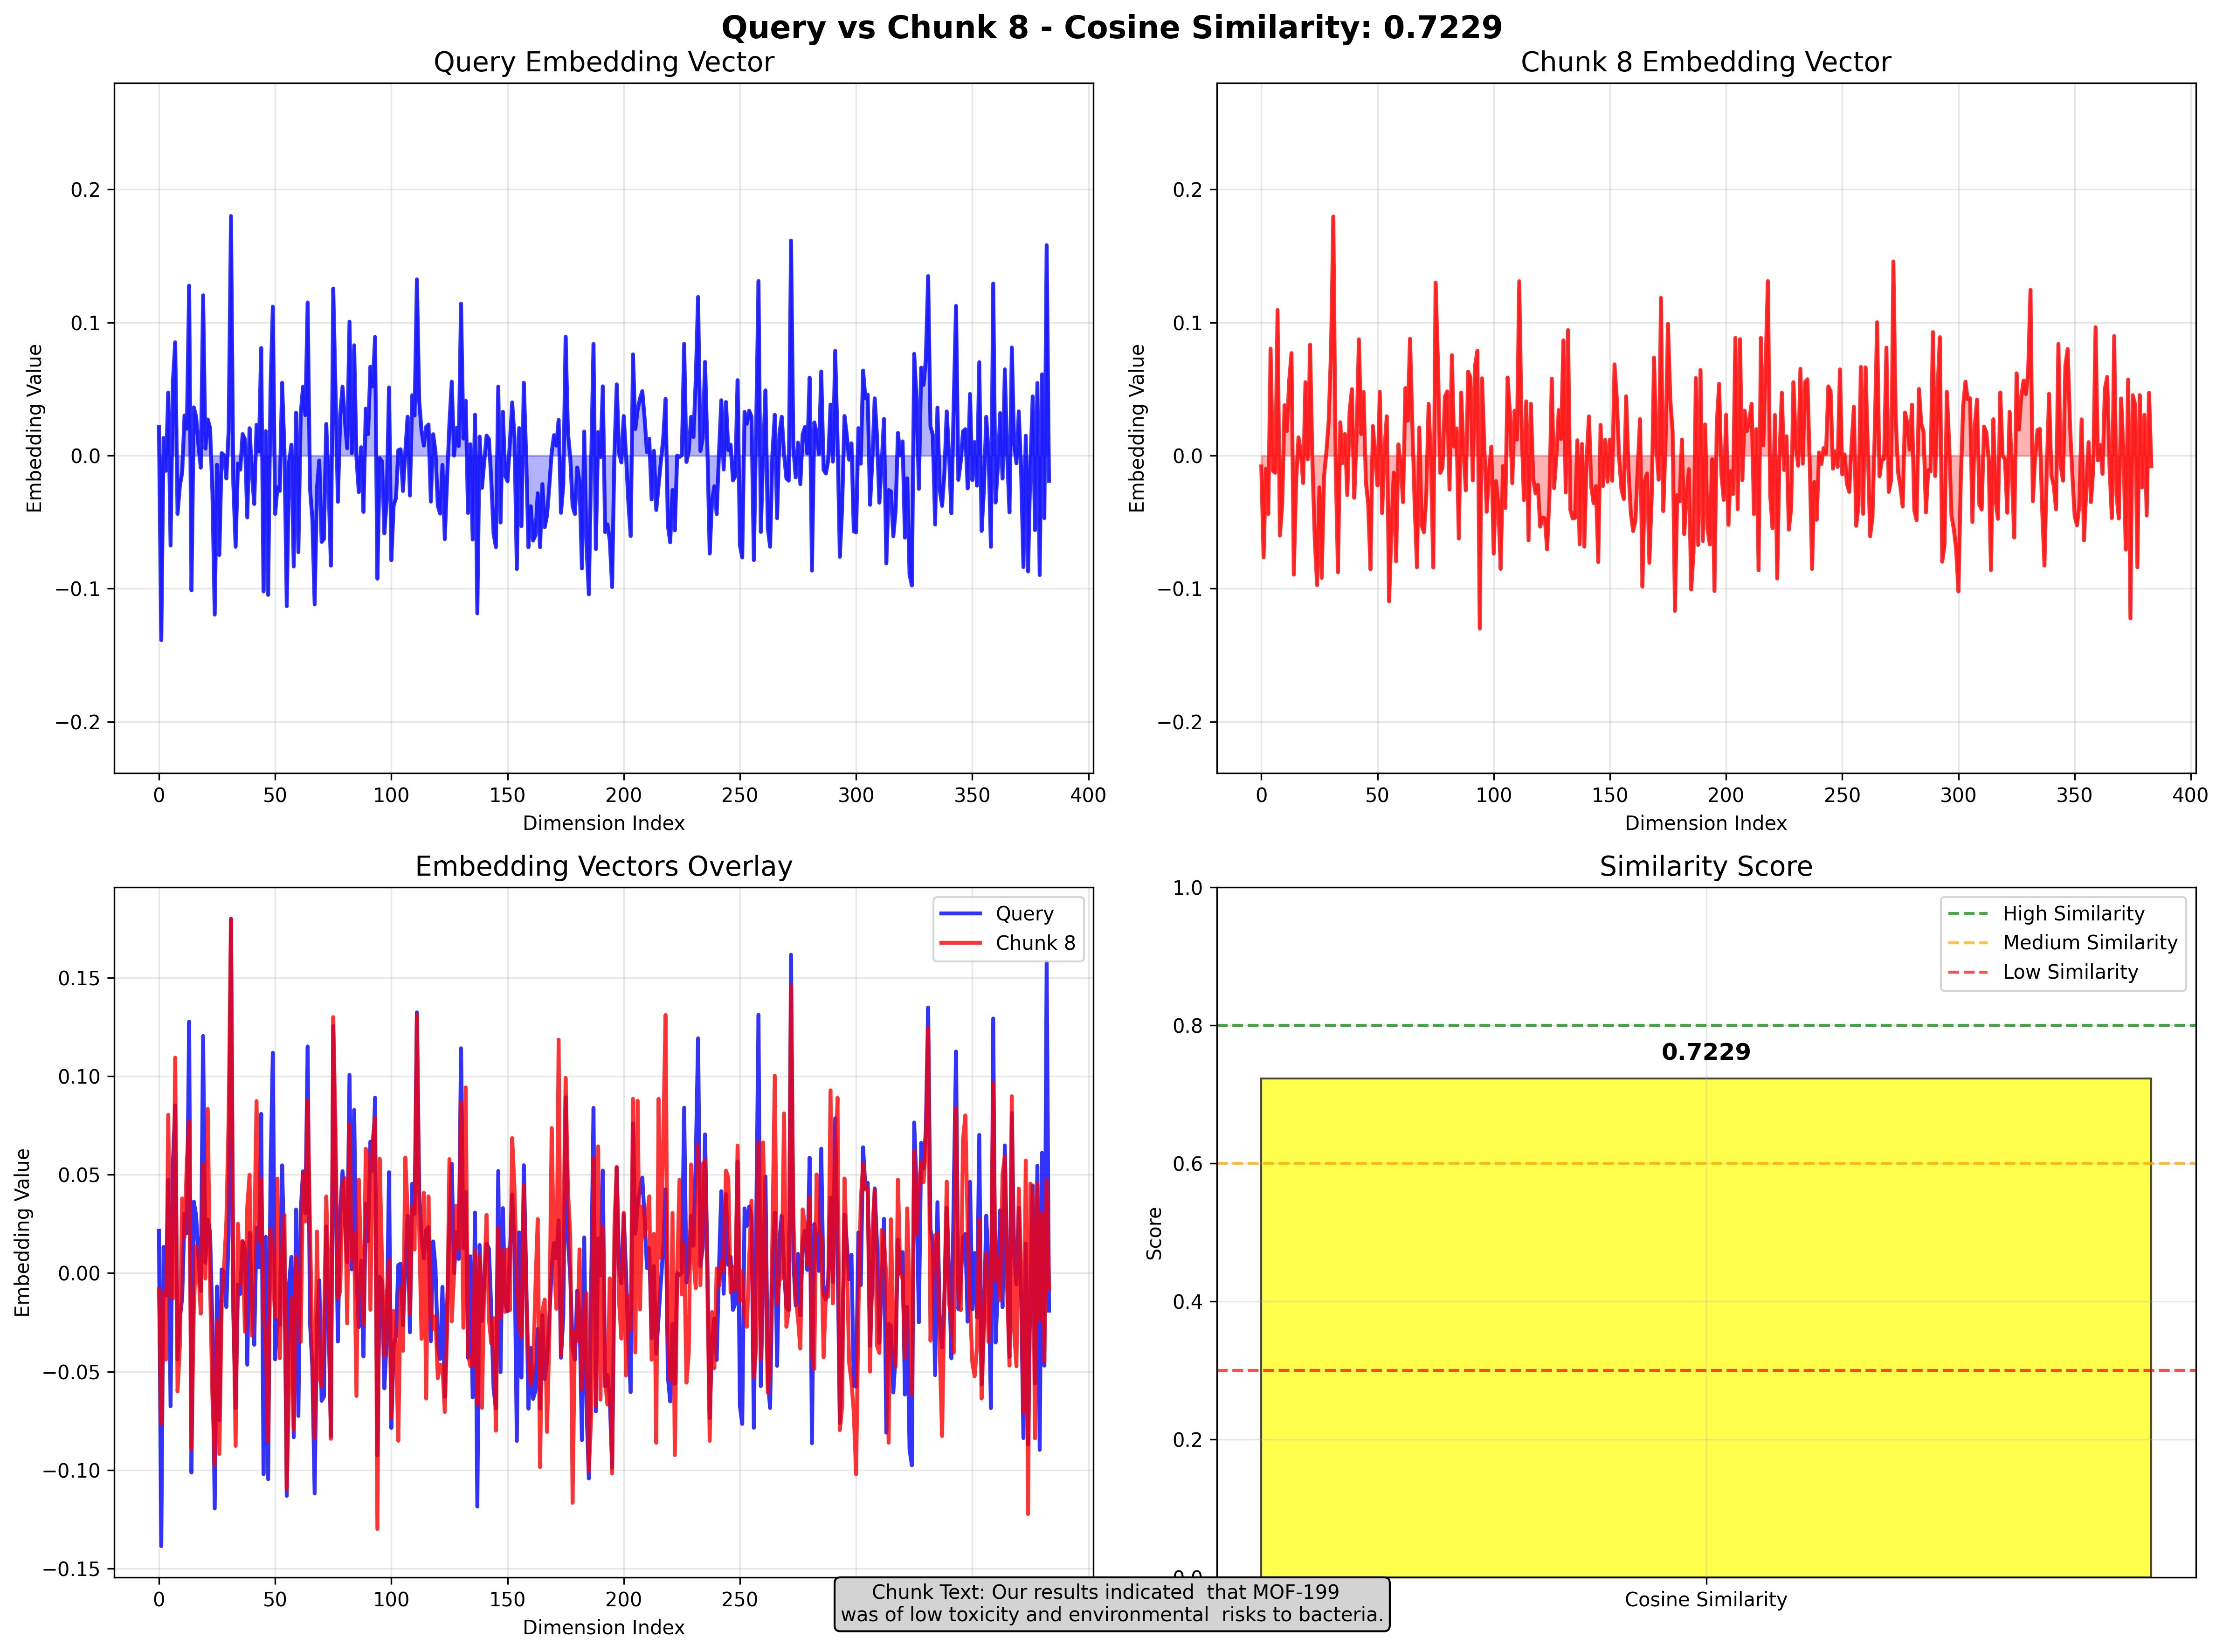 Query vs Chunk 8 - Cosine Similarity: 0.7229
Query Embedding Vector
Embedding Value
0.2
0.1
0.0
−0.1
−0.2
0 50 100 150 200 250 300 350 400
Dimension Index
Chunk 8 Embedding Vector
Embedding Value
0.2
0.1
0.0
−0.1
−0.2
0 50 100 150 200 250 300 350 400
Dimension Index
Embedding Vectors Overlay
Query
Chunk 8
Embedding Value
0.15
0.10
0.05
0.00
−0.05
−0.10
−0.15
0 50 100 150 200 250
Dimension Index
Similarity Score
High Similarity
Medium Similarity
Low Similarity
0.7229
Score
1.0
0.8
0.6
0.4
0.2
Cosine Similarity
Chunk Text: Our results indicated  that MOF-199
was of low toxicity and environmental  risks to bacteria.